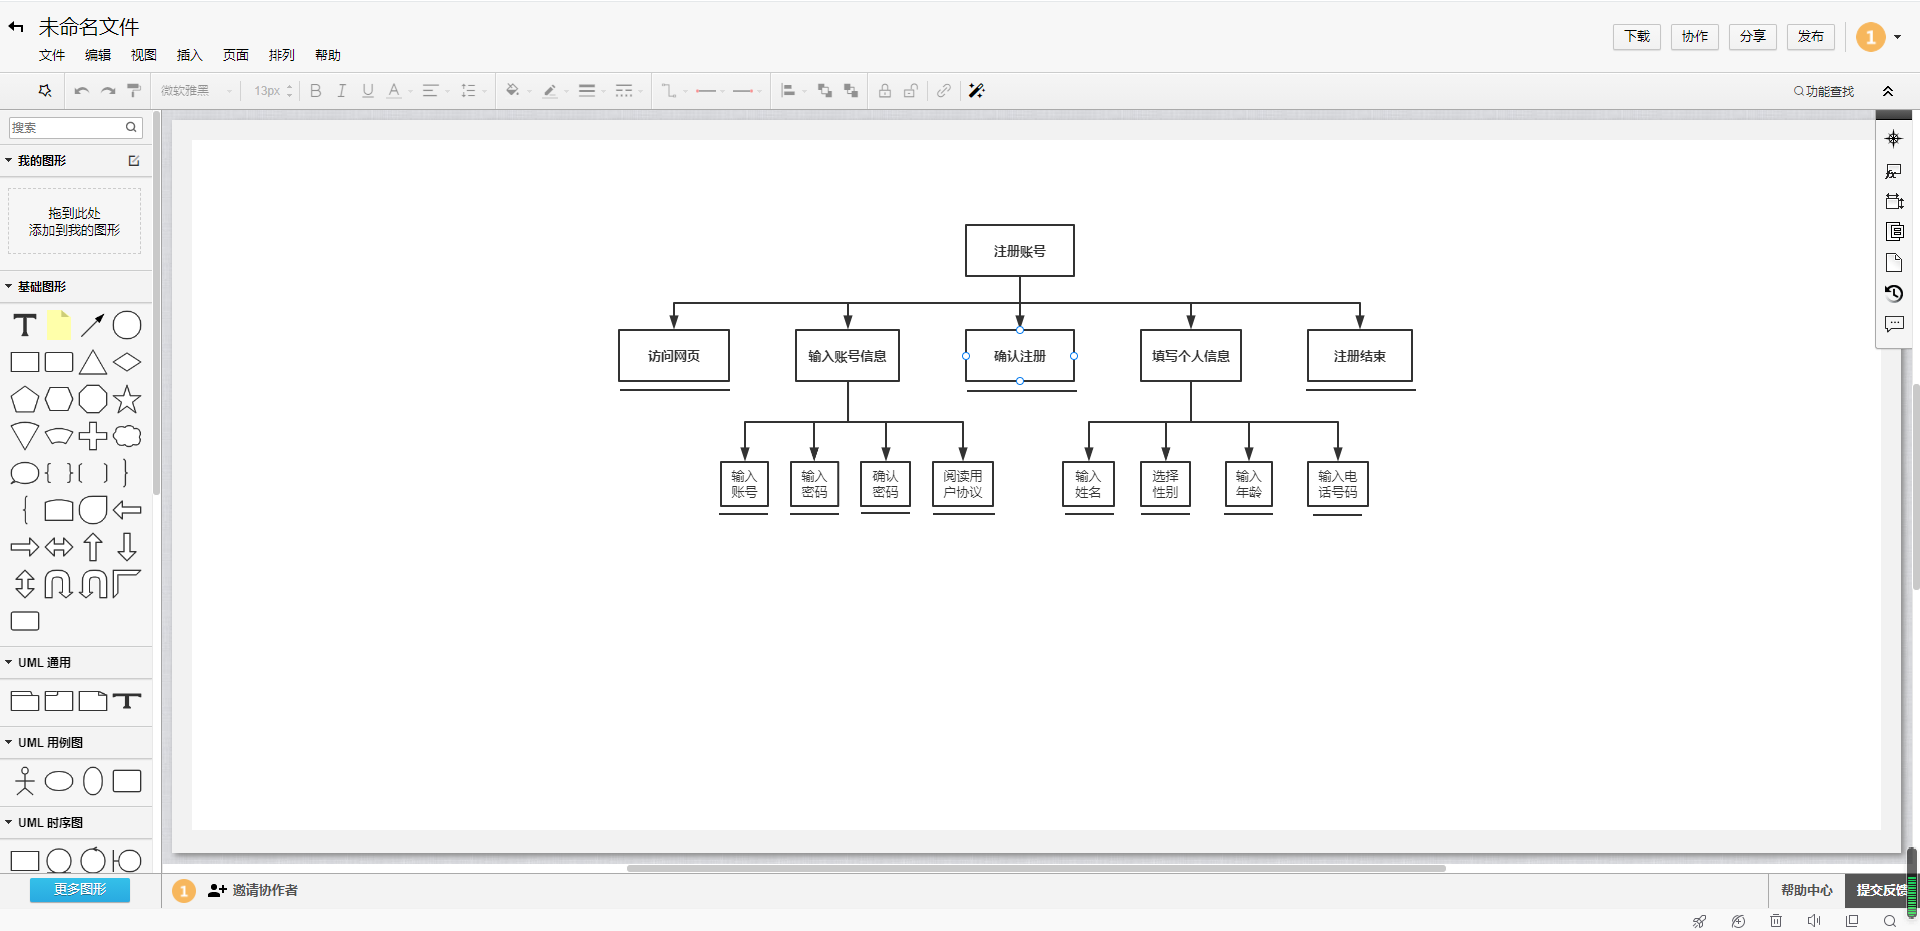 未命名文件
文件 编辑 视图 插入 页面 排列 帮助
下载 协作 分享 发布 1
微软雅黑 13px B I U A 功能查找
搜索
我的图形
拖到此处
添加到我的图形
基础图形
UML 通用
UML 用例图
UML 时序图
更多图形
注册账号
访问网页 输入账号信息 确认注册 填写个人信息 注册结束
输入
账号
输入
密码
确认
密码
阅读用
户协议
输入
姓名
选择
性别
输入
年龄
输入电
话号码
1 邀请协作者
帮助中心 提交反馈